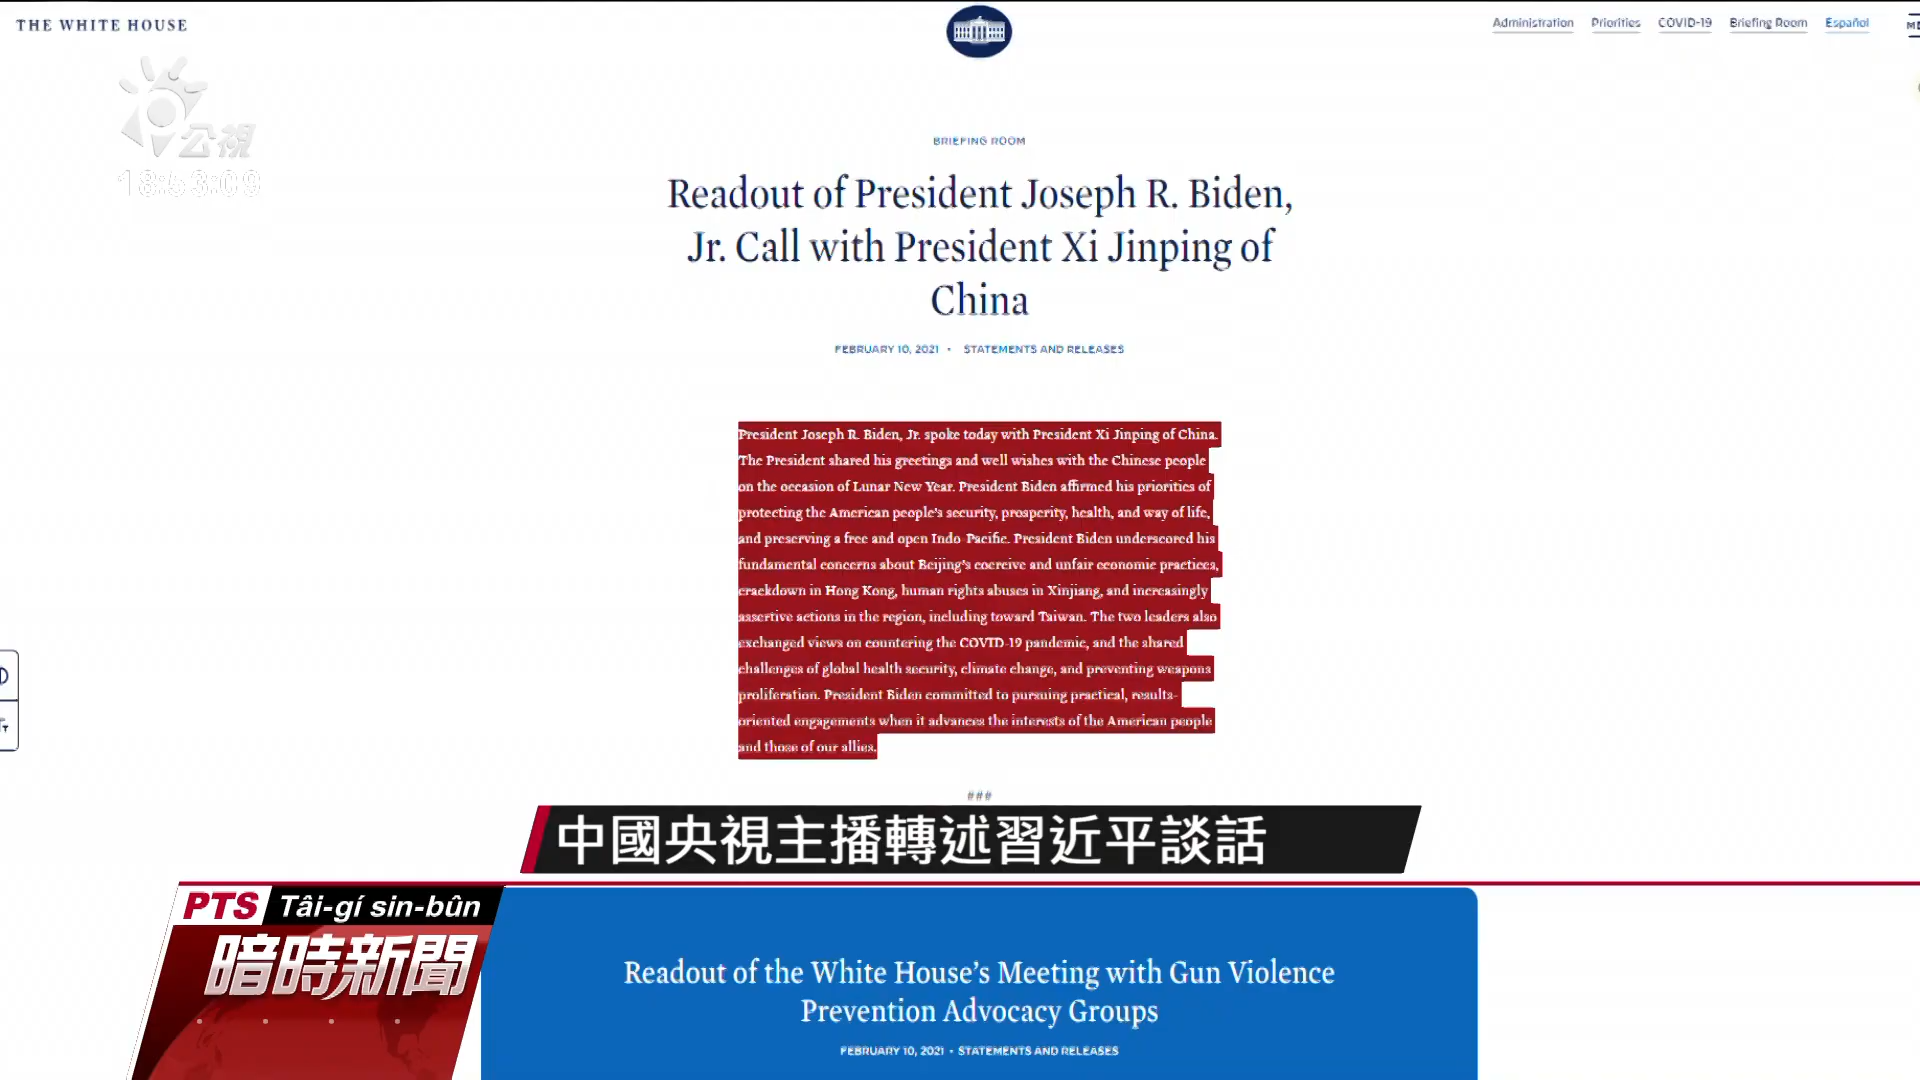 THE WHITE HOUSE
Administration Priorities COVID-19 Briefing Room Español
公視
18:53:09
BRIEFING ROOM
Readout of President Joseph R. Biden,
Jr. Call with President Xi Jinping of
China
FEBRUARY 10, 2021 • STATEMENTS AND RELEASES
President Joseph R. Biden, Jr. spoke today with President Xi Jinping of China.
The President shared his greetings and well wishes with the Chinese people
on the occasion of Lunar New Year. President Biden affirmed his priorities of
protecting the American people's security, prosperity, health, and way of life,
and preserving a free and open Indo-Pacific. President Biden underscored his
fundamental concerns about Beijing's coercive and unfair economic practices,
crackdown in Hong Kong, human rights abuses in Xinjiang, and increasingly
assertive actions in the region, including toward Taiwan. The two leaders also
exchanged views on countering the COVID-19 pandemic, and the shared
challenges of global health security, climate change, and preventing weapons
proliferation. President Biden committed to pursuing practical, results-
oriented engagements when it advances the interests of the American people
and those of our allies.
###
中國央視主播轉述習近平談話
PTS Tâi-gí sin-bûn
暗時新聞
Readout of the White House's Meeting with Gun Violence
Prevention Advocacy Groups
FEBRUARY 10, 2021 • STATEMENTS AND RELEASES